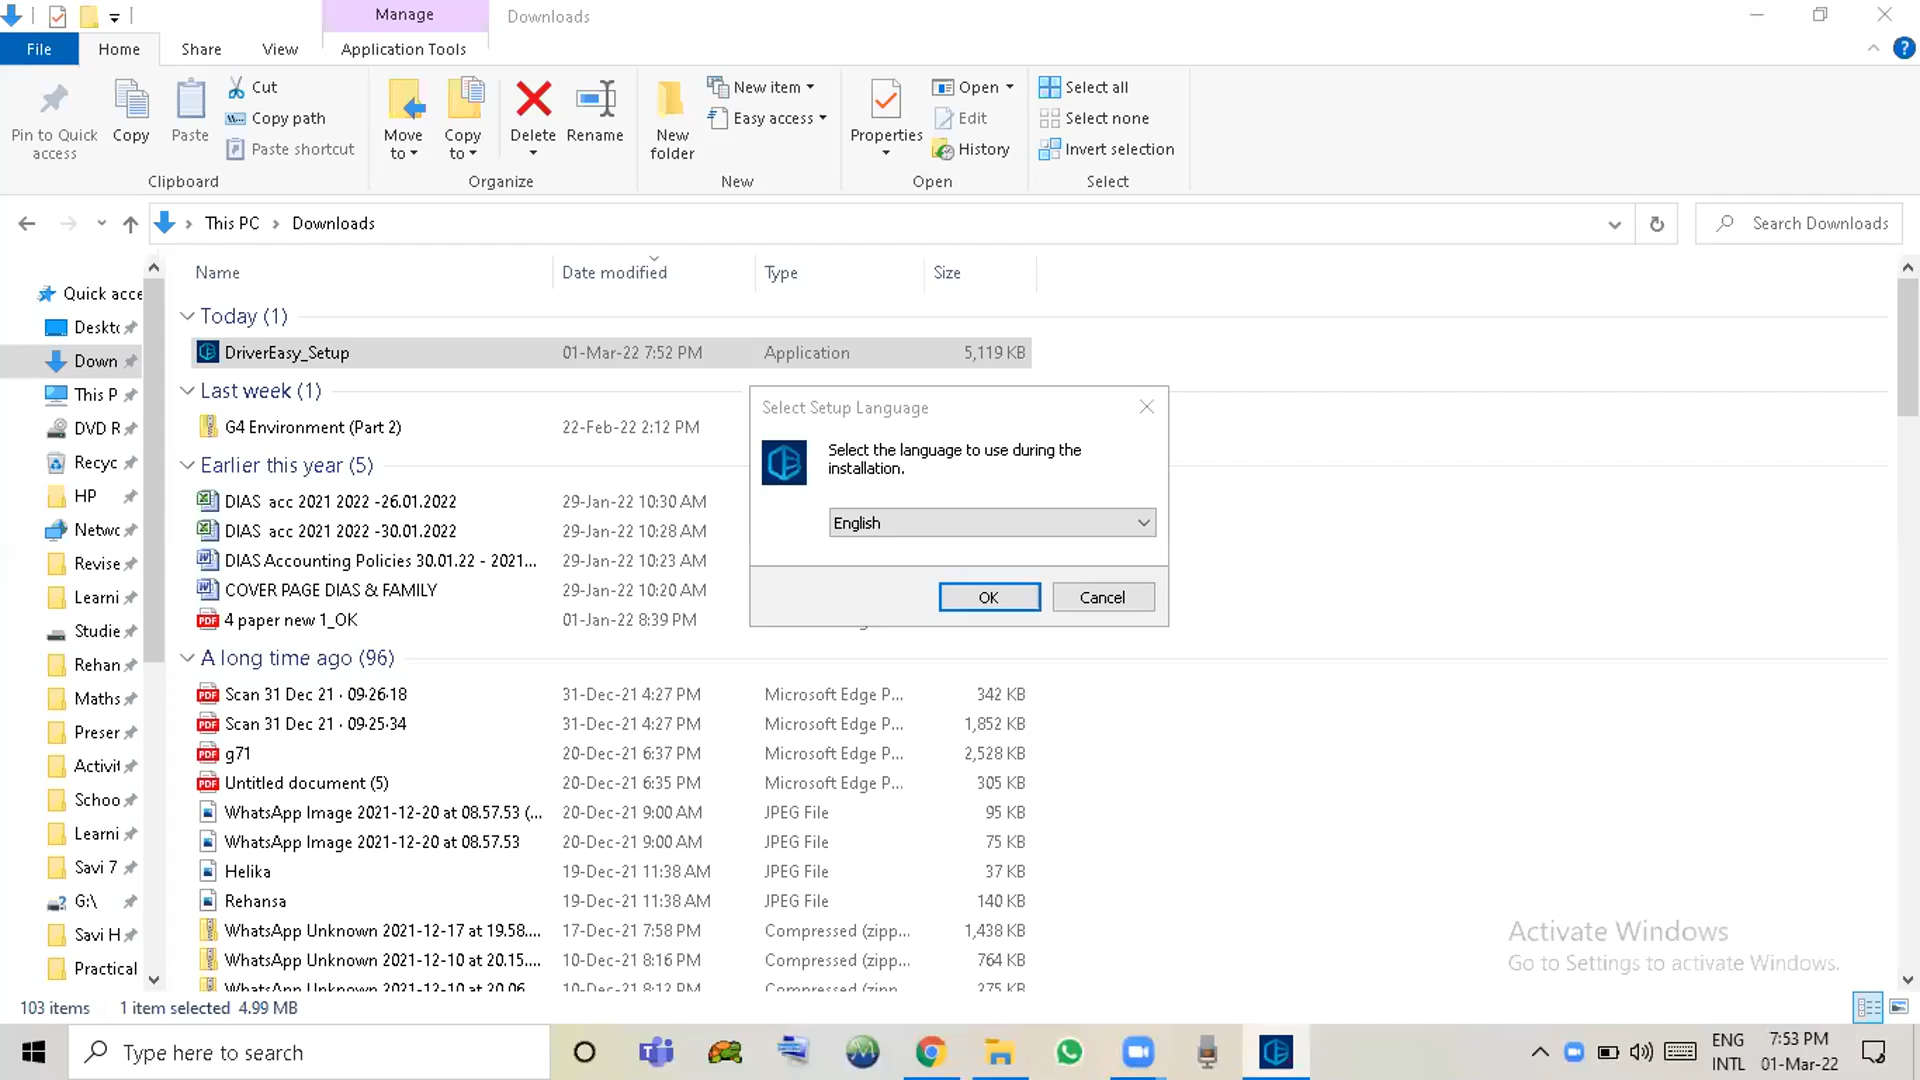 Manage
Downloads
File
Home
Share
View
Application Tools
Pin to Quick access
Copy
Paste
Cut
Copy path
Paste shortcut
Clipboard
Move to
Copy to
Delete
Rename
Organize
New folder
New item
Easy access
New
Properties
Open
Edit
History
Open
Select all
Select none
Invert selection
Select
This PC
Downloads
Search Downloads
Name
Date modified
Type
Size
Quick acce
Deskto
Down
This P
DVD R
Recyc
HP
Netwo
Revise
Learni
Studie
Rehan
Maths
Preser
Activit
Schoo
Learni
Savi 7
G:\
Savi H
Practical
Today (1)
DriverEasy_Setup 01-Mar-22 7:52 PM Application 5,119 KB
Last week (1)
G4 Environment (Part 2) 22-Feb-22 2:12 PM
Earlier this year (5)
DIAS acc 2021 2022 -26.01.2022 29-Jan-22 10:30 AM
DIAS acc 2021 2022 -30.01.2022 29-Jan-22 10:28 AM
DIAS Accounting Policies 30.01.22 - 2021... 29-Jan-22 10:23 AM
COVER PAGE DIAS & FAMILY 29-Jan-22 10:20 AM
4 paper new 1_OK 01-Jan-22 8:39 PM
A long time ago (96)
Scan 31 Dec 21 · 09·26·18 31-Dec-21 4:27 PM Microsoft Edge P... 342 KB
Scan 31 Dec 21 · 09·25·34 31-Dec-21 4:27 PM Microsoft Edge P... 1,852 KB
g71 20-Dec-21 6:37 PM Microsoft Edge P... 2,528 KB
Untitled document (5) 20-Dec-21 6:35 PM Microsoft Edge P... 305 KB
WhatsApp Image 2021-12-20 at 08.57.53 (... 20-Dec-21 9:00 AM JPEG File 95 KB
WhatsApp Image 2021-12-20 at 08.57.53 20-Dec-21 9:00 AM JPEG File 75 KB
Helika 19-Dec-21 11:38 AM JPEG File 37 KB
Rehansa 19-Dec-21 11:38 AM JPEG File 140 KB
WhatsApp Unknown 2021-12-17 at 19.58.... 17-Dec-21 7:58 PM Compressed (zipp... 1,438 KB
WhatsApp Unknown 2021-12-10 at 20.15.... 10-Dec-21 8:16 PM Compressed (zipp... 764 KB
WhatsApp Unknown 2021-12-10 at 20.06 10-Dec-21 8:12 PM Compressed (zipp 275 KB
Select Setup Language
Select the language to use during the
installation.
English
OK
Cancel
Activate Windows
Go to Settings to activate Windows.
103 items
1 item selected 4.99 MB
Type here to search
ENG
INTL
7:53 PM
01-Mar-22